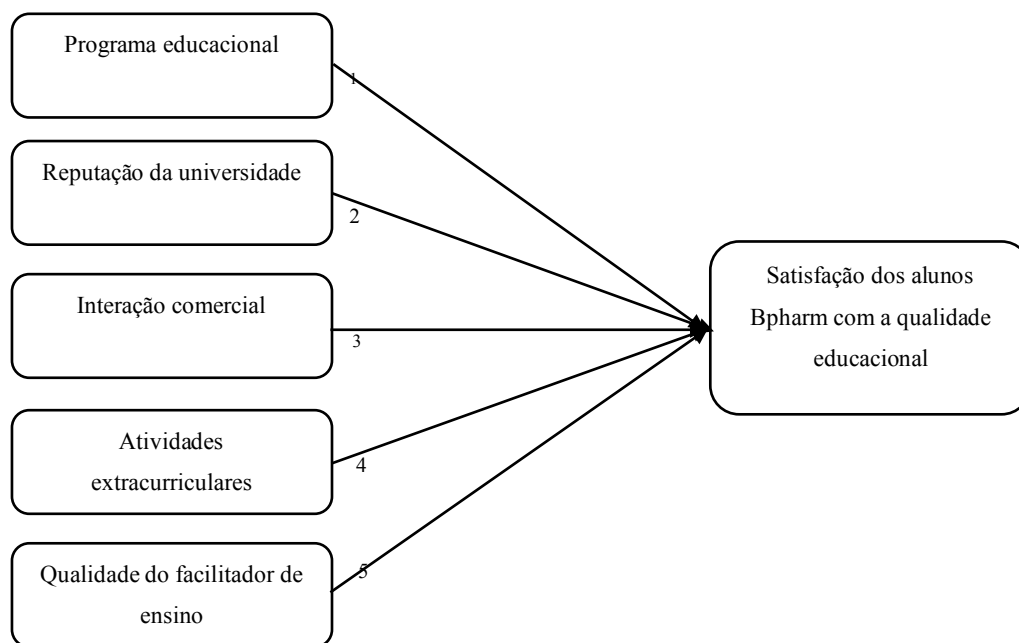 Programa educacional
1
Reputação da universidade
2
Interação comercial
3
Atividades
extracurriculares
4
Qualidade do facilitador de
ensino
5
Satisfação dos alunos
Bpharm com a qualidade
educacional